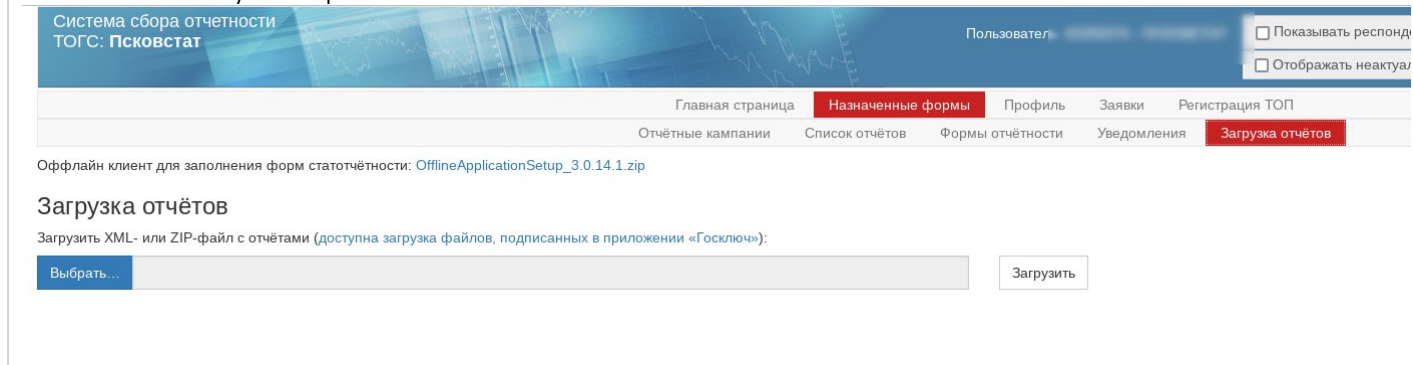 Система сбора отчетности
ТОГС: Псковстат
Пользователь
Показывать респонде
Отображать неактуал
Главная страница Назначенные формы Профиль Заявки Регистрация ТОП
Отчётные кампании Список отчётов Формы отчётности Уведомления Загрузка отчётов
Оффлайн клиент для заполнения форм статотчётности: OfflineApplicationSetup_3.0.14.1.zip
Загрузка отчётов
Загрузить XML- или ZIP-файл с отчётами (доступна загрузка файлов, подписанных в приложении «Госключ»):
Выбрать... Загрузить